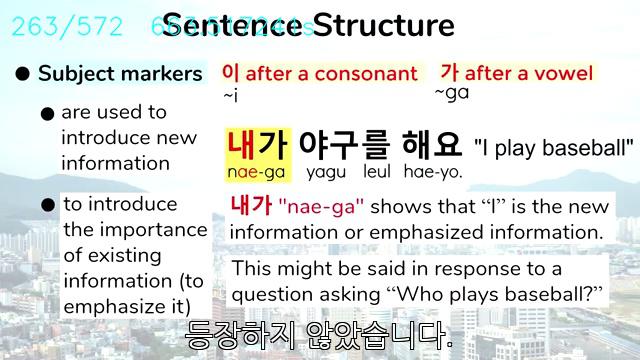 263/572
Sentence Structure
● Subject markers
이 after a consonant
~i
가 after a vowel
~ga
● are used to
introduce new
information
내가 야구를 해요 "I play baseball"
nae-ga yagu leul hae-yo.
● to introduce
the importance
of existing
information (to
emphasize it)
내가 "nae-ga" shows that “I” is the new
information or emphasized information.
This might be said in response to a
question asking “Who plays baseball?”
등장하지 않았습니다.